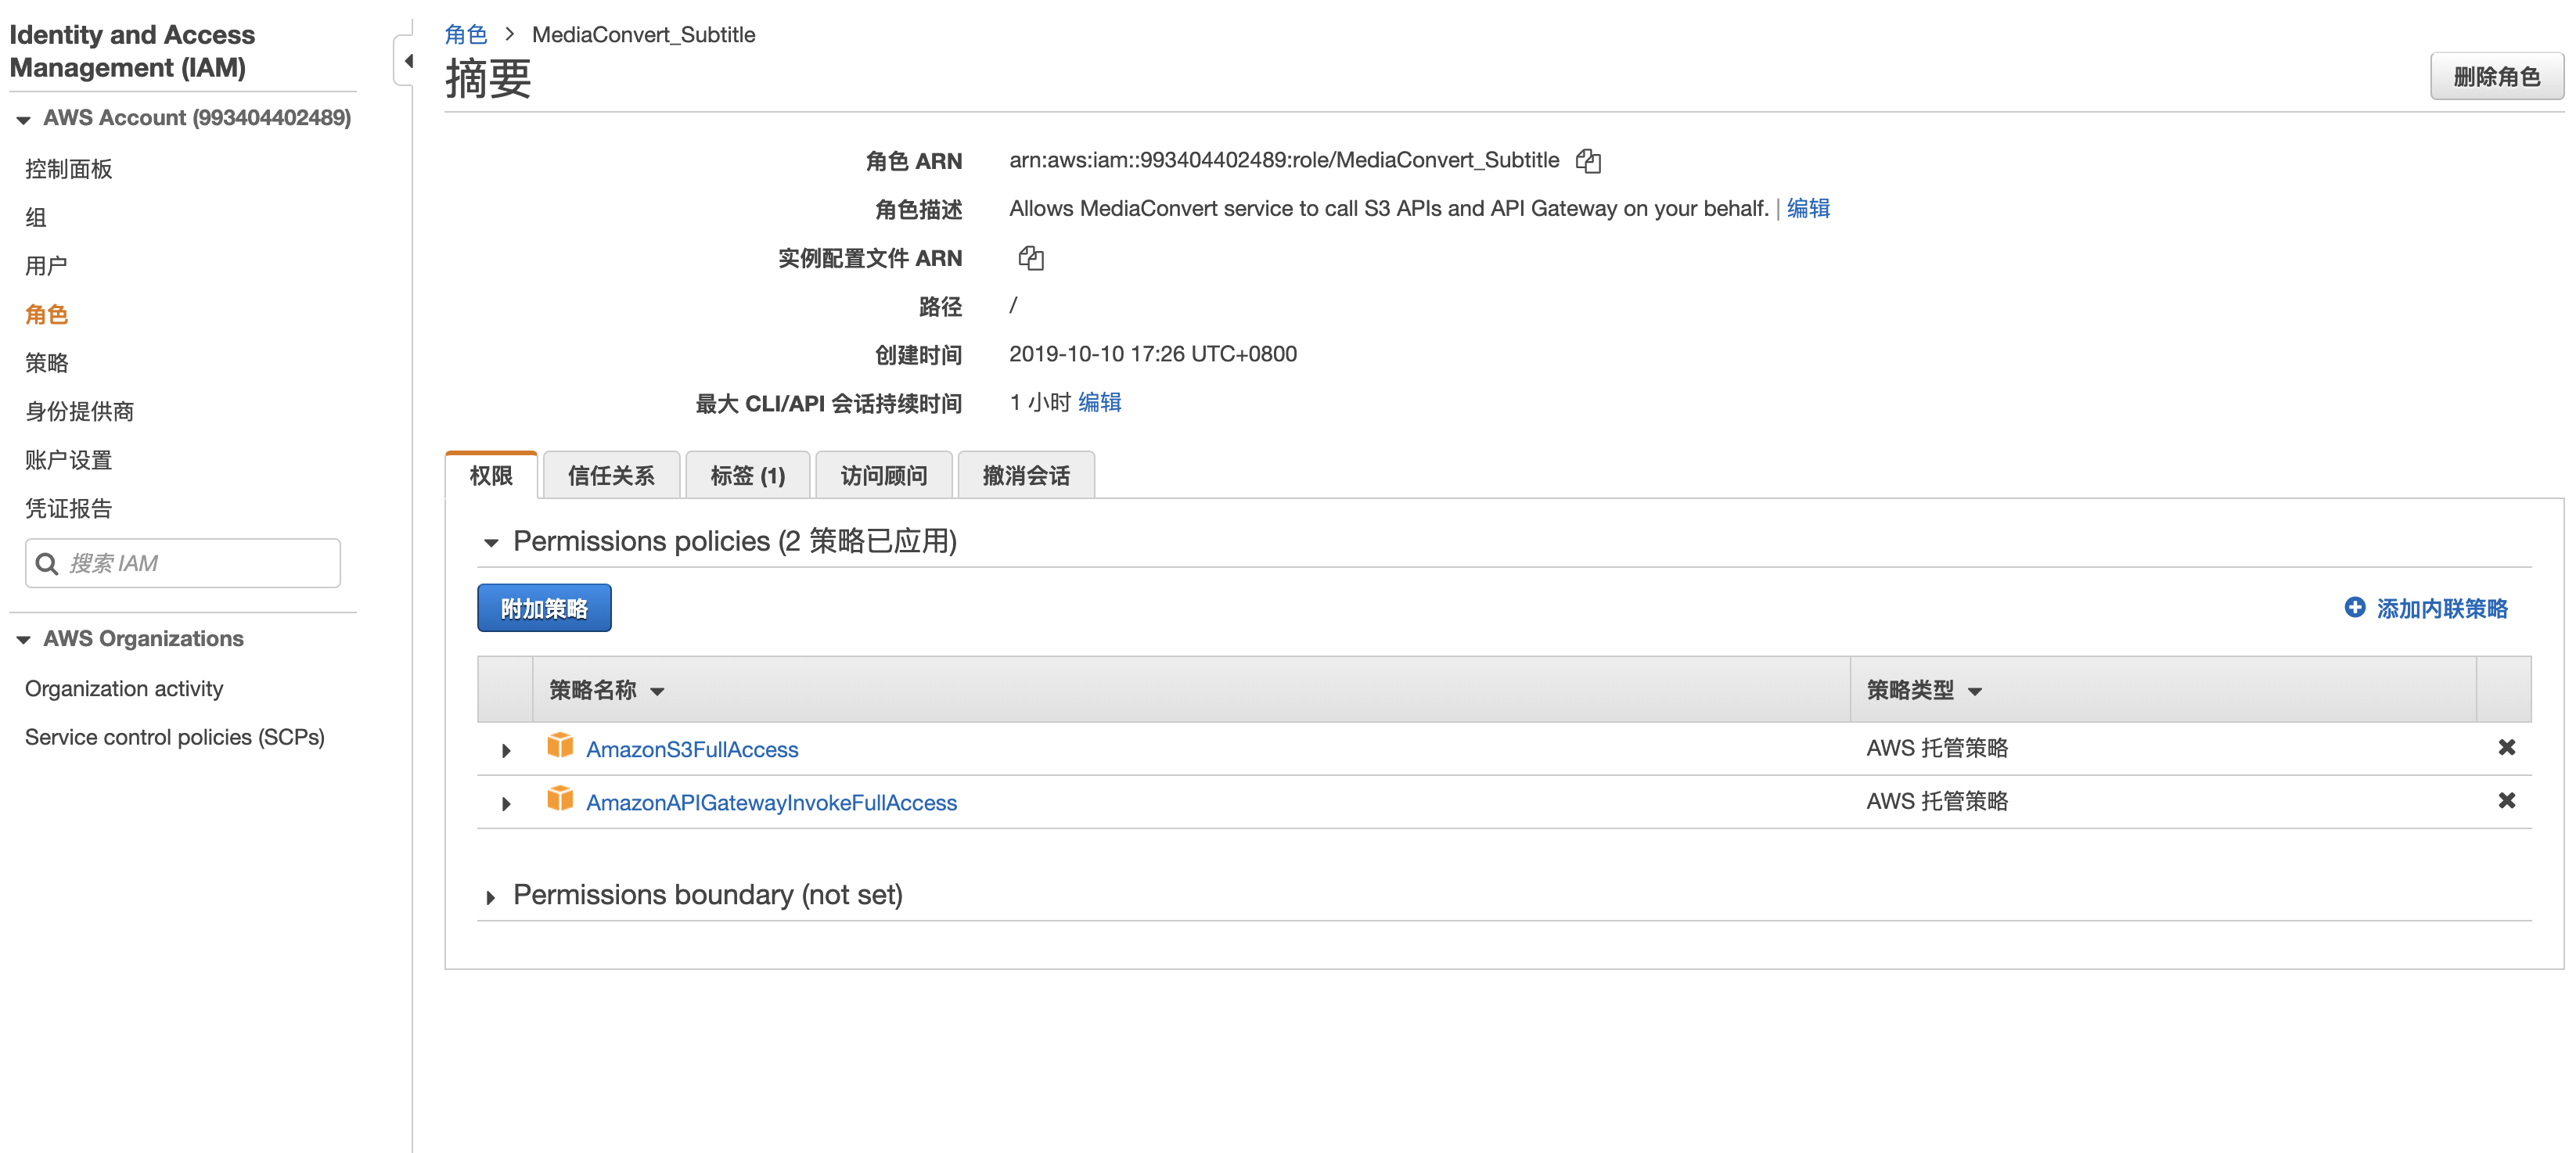 Identity and Access
Management (IAM)
AWS Account (993404402489)
控制面板
组
用户
角色
策略
身份提供商
账户设置
凭证报告
搜索 IAM
AWS Organizations
Organization activity
Service control policies (SCPs)
角色 > MediaConvert_Subtitle
摘要
删除角色
角色 ARN arn:aws:iam::993404402489:role/MediaConvert_Subtitle
角色描述 Allows MediaConvert service to call S3 APIs and API Gateway on your behalf. | 编辑
实例配置文件 ARN
路径 /
创建时间 2019-10-10 17:26 UTC+0800
最大 CLI/API 会话持续时间 1 小时 编辑
权限 信任关系 标签 (1) 访问顾问 撤消会话
Permissions policies (2 策略已应用)
附加策略 添加内联策略
策略名称 策略类型
AmazonS3FullAccess AWS 托管策略
AmazonAPIGatewayInvokeFullAccess AWS 托管策略
Permissions boundary (not set)